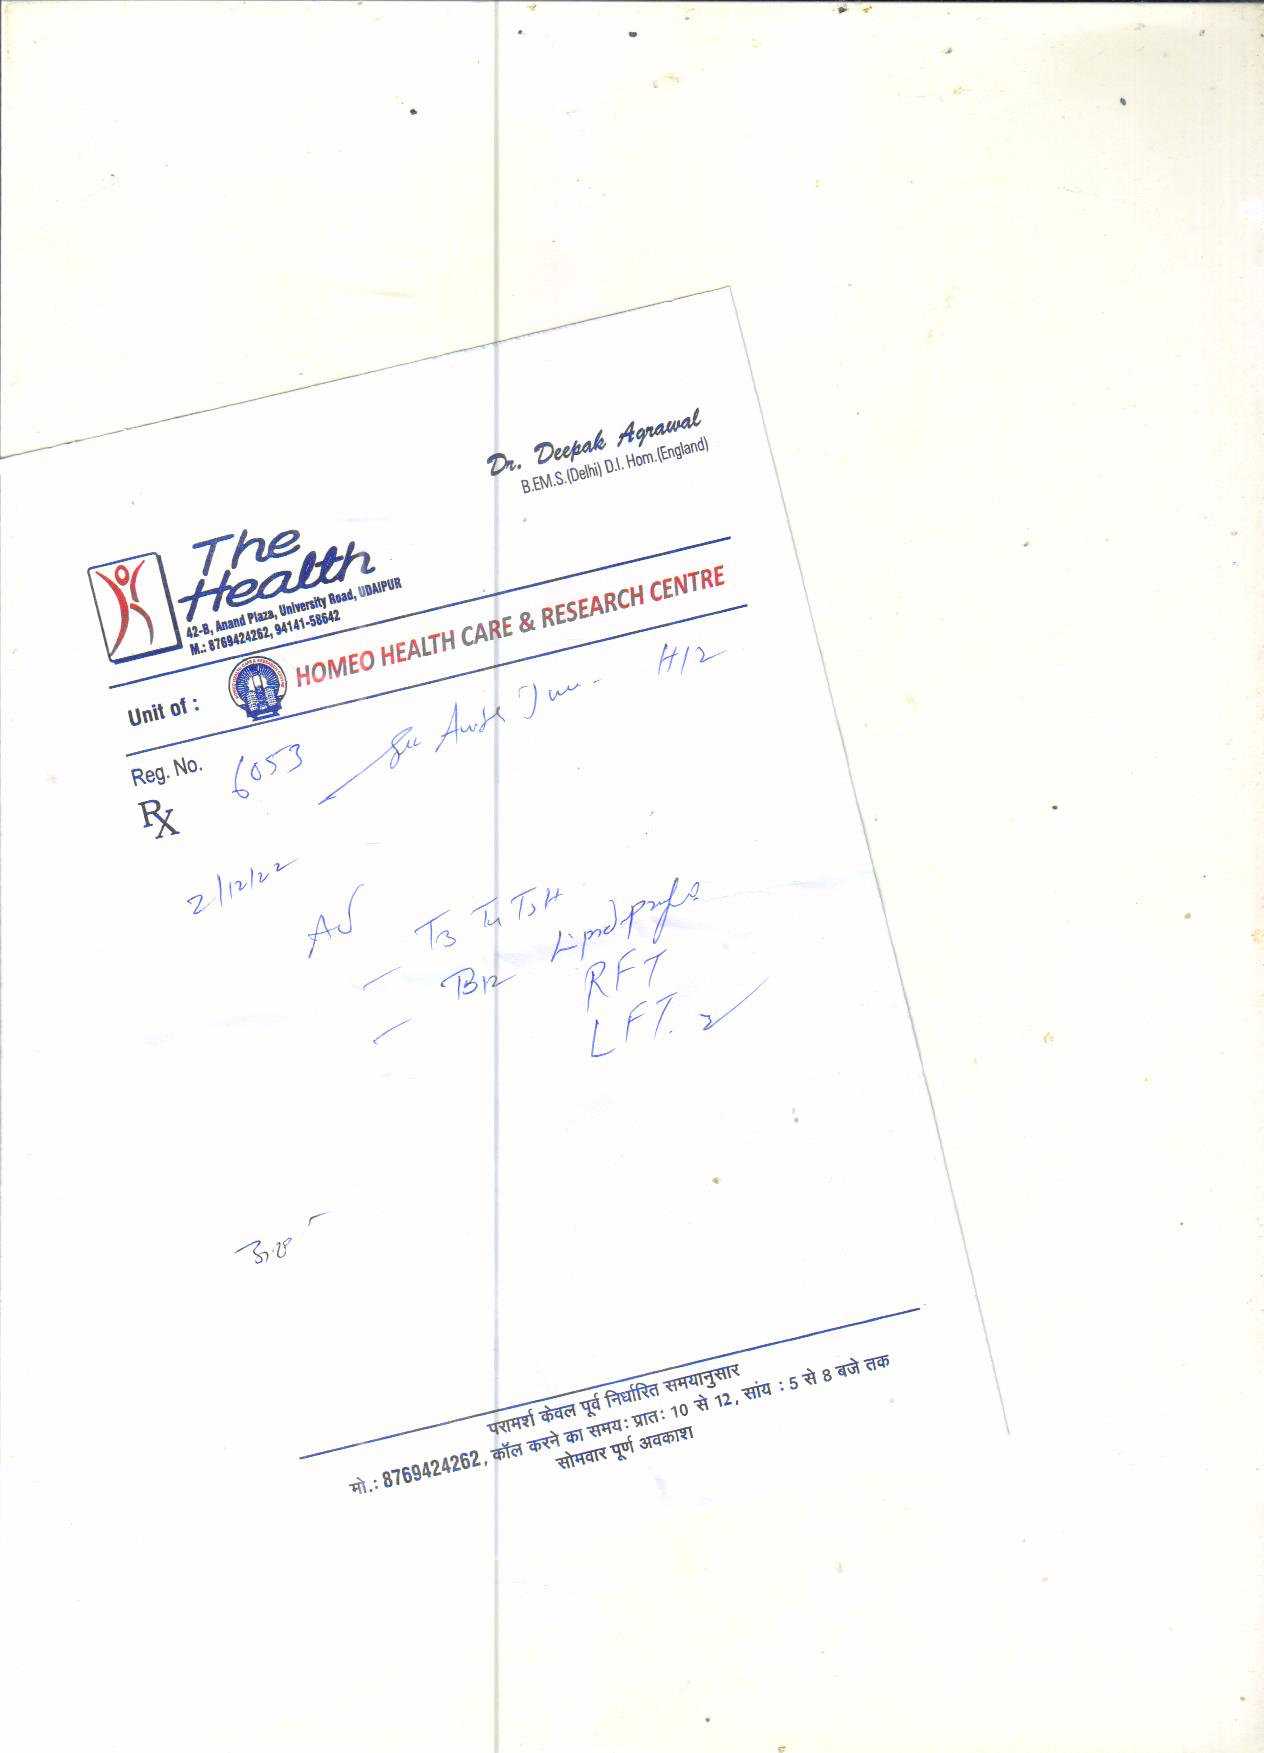 Dr. Deepak Agrawal
B.EM.S.(Delhi) D.I. Hom.(England)
The
Health
42-B, Anand Plaza, University Road, UDAIPUR
M.: 8769424262, 94141-58642
Unit of : HOMEO HEALTH CARE & RESEARCH CENTRE
Reg. No. 6053
Rx
2/12/22
T3 T4 TSH
B12 Lipid profile
RFT
LFT
परामर्श केवल पूर्व निर्धारित समयानुसार
मो.: 8769424262, कॉल करने का समय: प्रात: 10 से 12, सांय : 5 से 8 बजे तक
सोमवार पूर्ण अवकाश